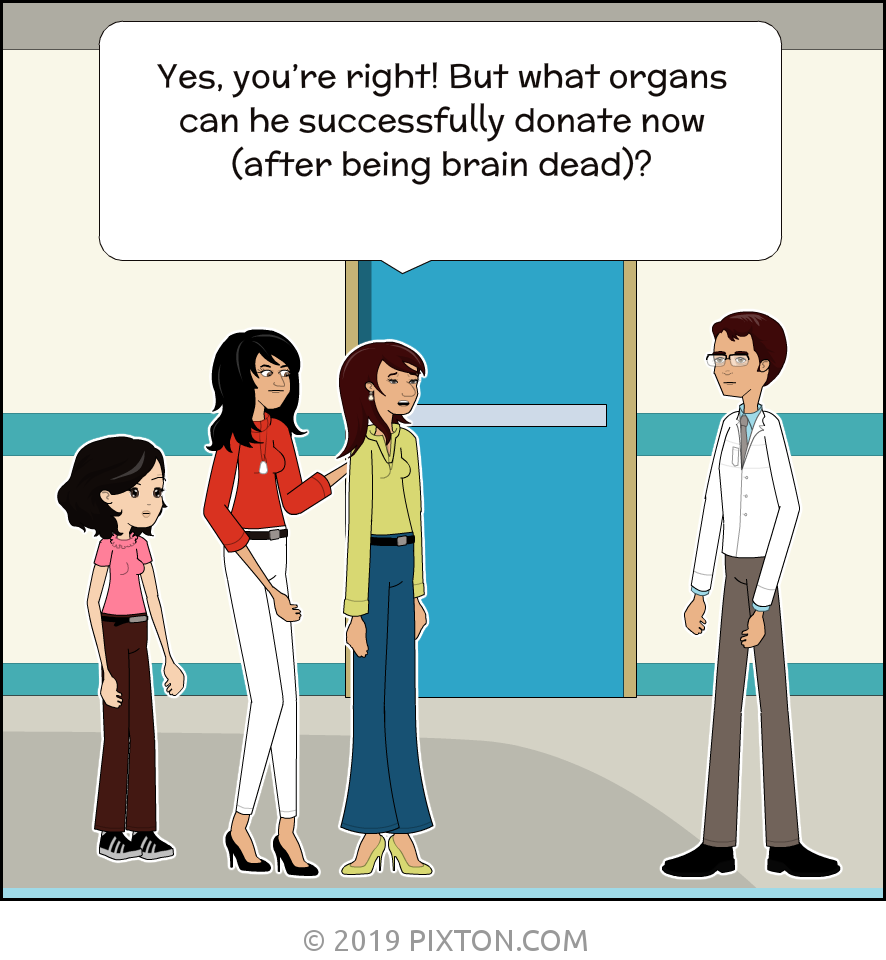 Yes, you're right! But what organs
can he successfully donate now
(after being brain dead)?
© 2019 PIXTON.COM